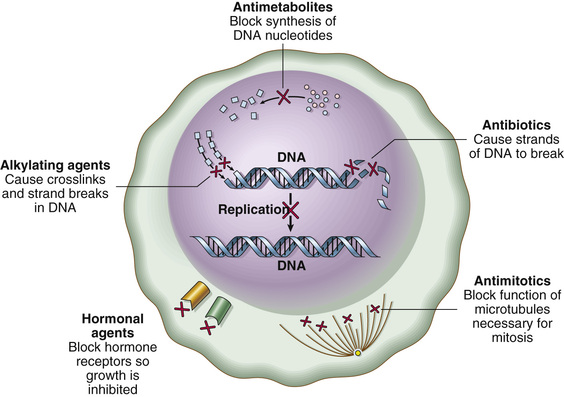 Antimetabolites
Block synthesis of
DNA nucleotides
Alkylating agents
Cause crosslinks
and strand breaks
in DNA
DNA
Replication
DNA
Antibiotics
Cause strands
of DNA to break
Hormonal
agents
Block hormone
receptors so
growth is
inhibited
Antimitotics
Block function of
microtubules
necessary for
mitosis